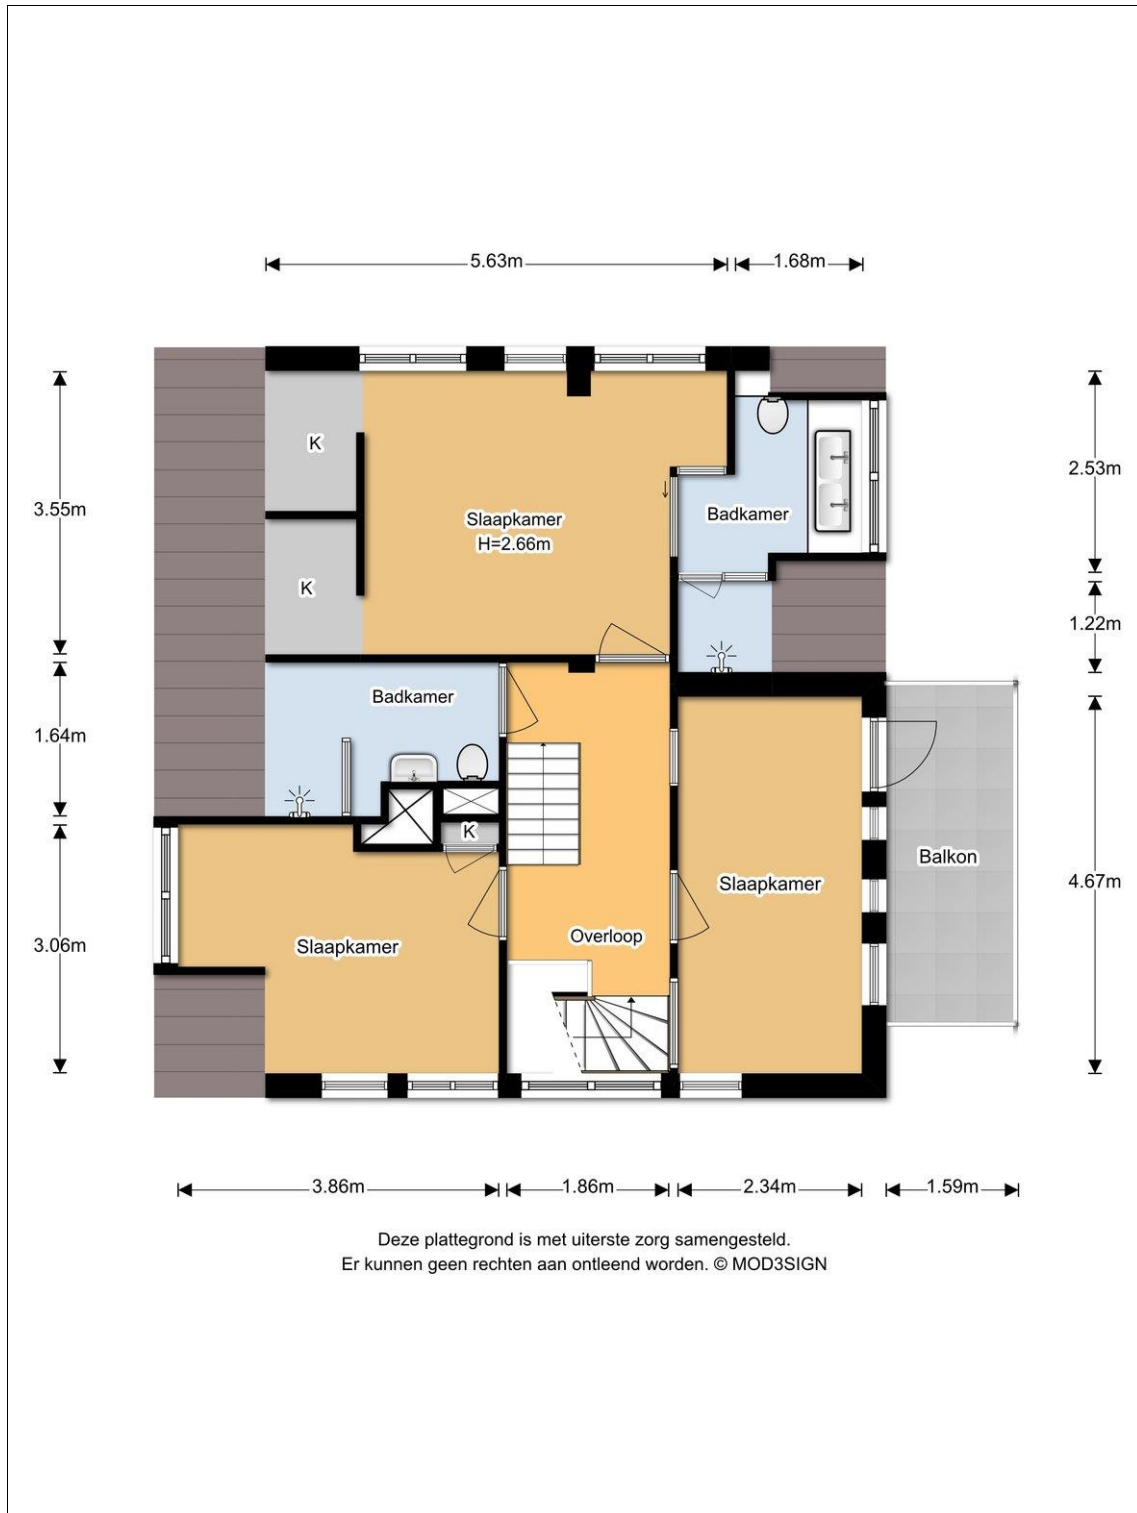 5.63m
1.68m
3.55m
2.53m
K
Slaapkamer
H=2.66m
Badkamer
K
1.22m
1.64m
Badkamer
K
Balkon
4.67m
Slaapkamer
3.06m
Slaapkamer
Overloop
3.86m
1.86m
2.34m
1.59m
Deze plattegrond is met uiterste zorg samengesteld.
Er kunnen geen rechten aan ontleend worden. © MOD3SIGN